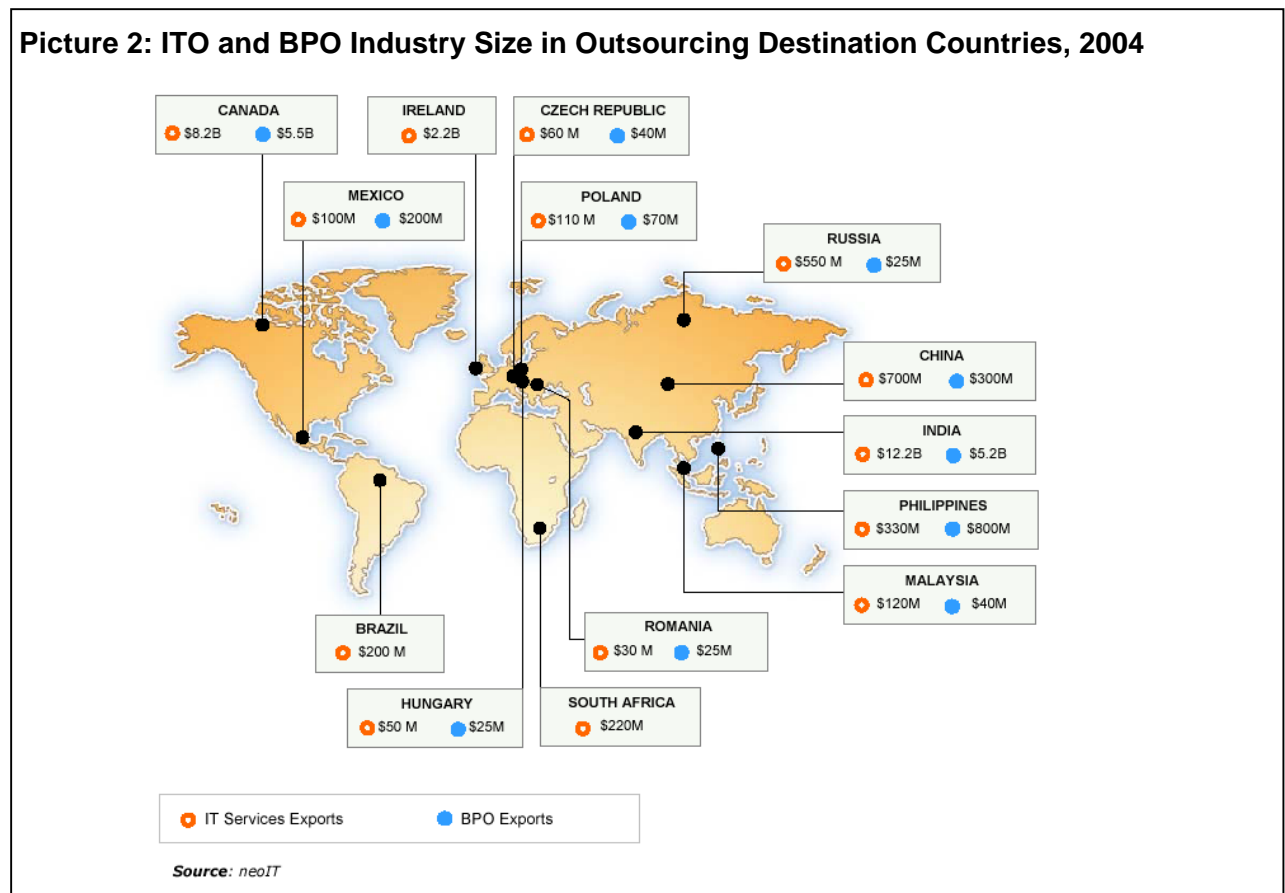 Picture 2: ITO and BPO Industry Size in Outsourcing Destination Countries, 2004
CANADA
$8.2B $5.5B
IRELAND
$2.2B
CZECH REPUBLIC
$60 M $40M
MEXICO
$100M $200M
POLAND
$110 M $70M
RUSSIA
$550 M $25M
CHINA
$700M $300M
INDIA
$12.2B $5.2B
PHILIPPINES
$330M $800M
MALAYSIA
$120M $40M
BRAZIL
$200 M
ROMANIA
$30 M $25M
HUNGARY
$50 M $25M
SOUTH AFRICA
$220M
IT Services Exports BPO Exports
Source: neoIT